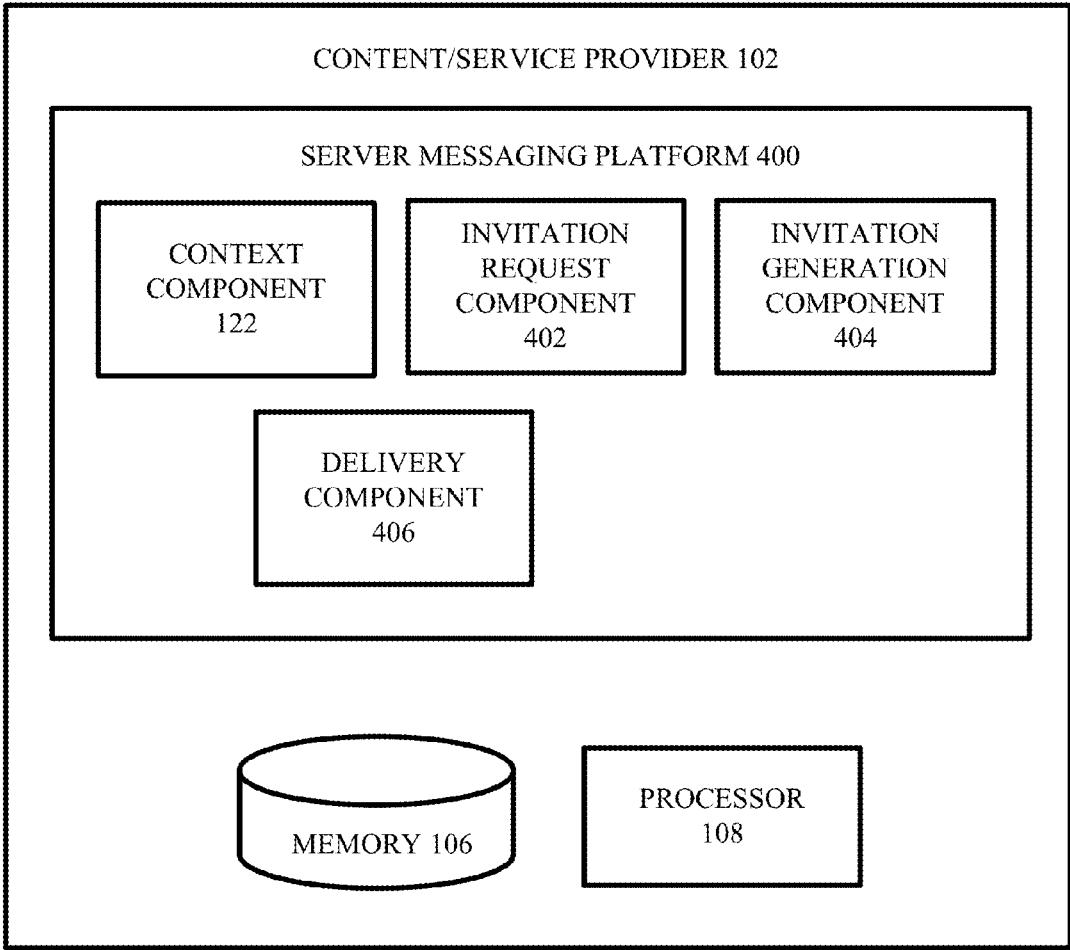 CONTENT/SERVICE PROVIDER 102
SERVER MESSAGING PLATFORM 400
CONTEXT
COMPONENT
122
INVITATION
REQUEST
COMPONENT
402
INVITATION
GENERATION
COMPONENT
404
DELIVERY
COMPONENT
406
MEMORY 106
PROCESSOR
108